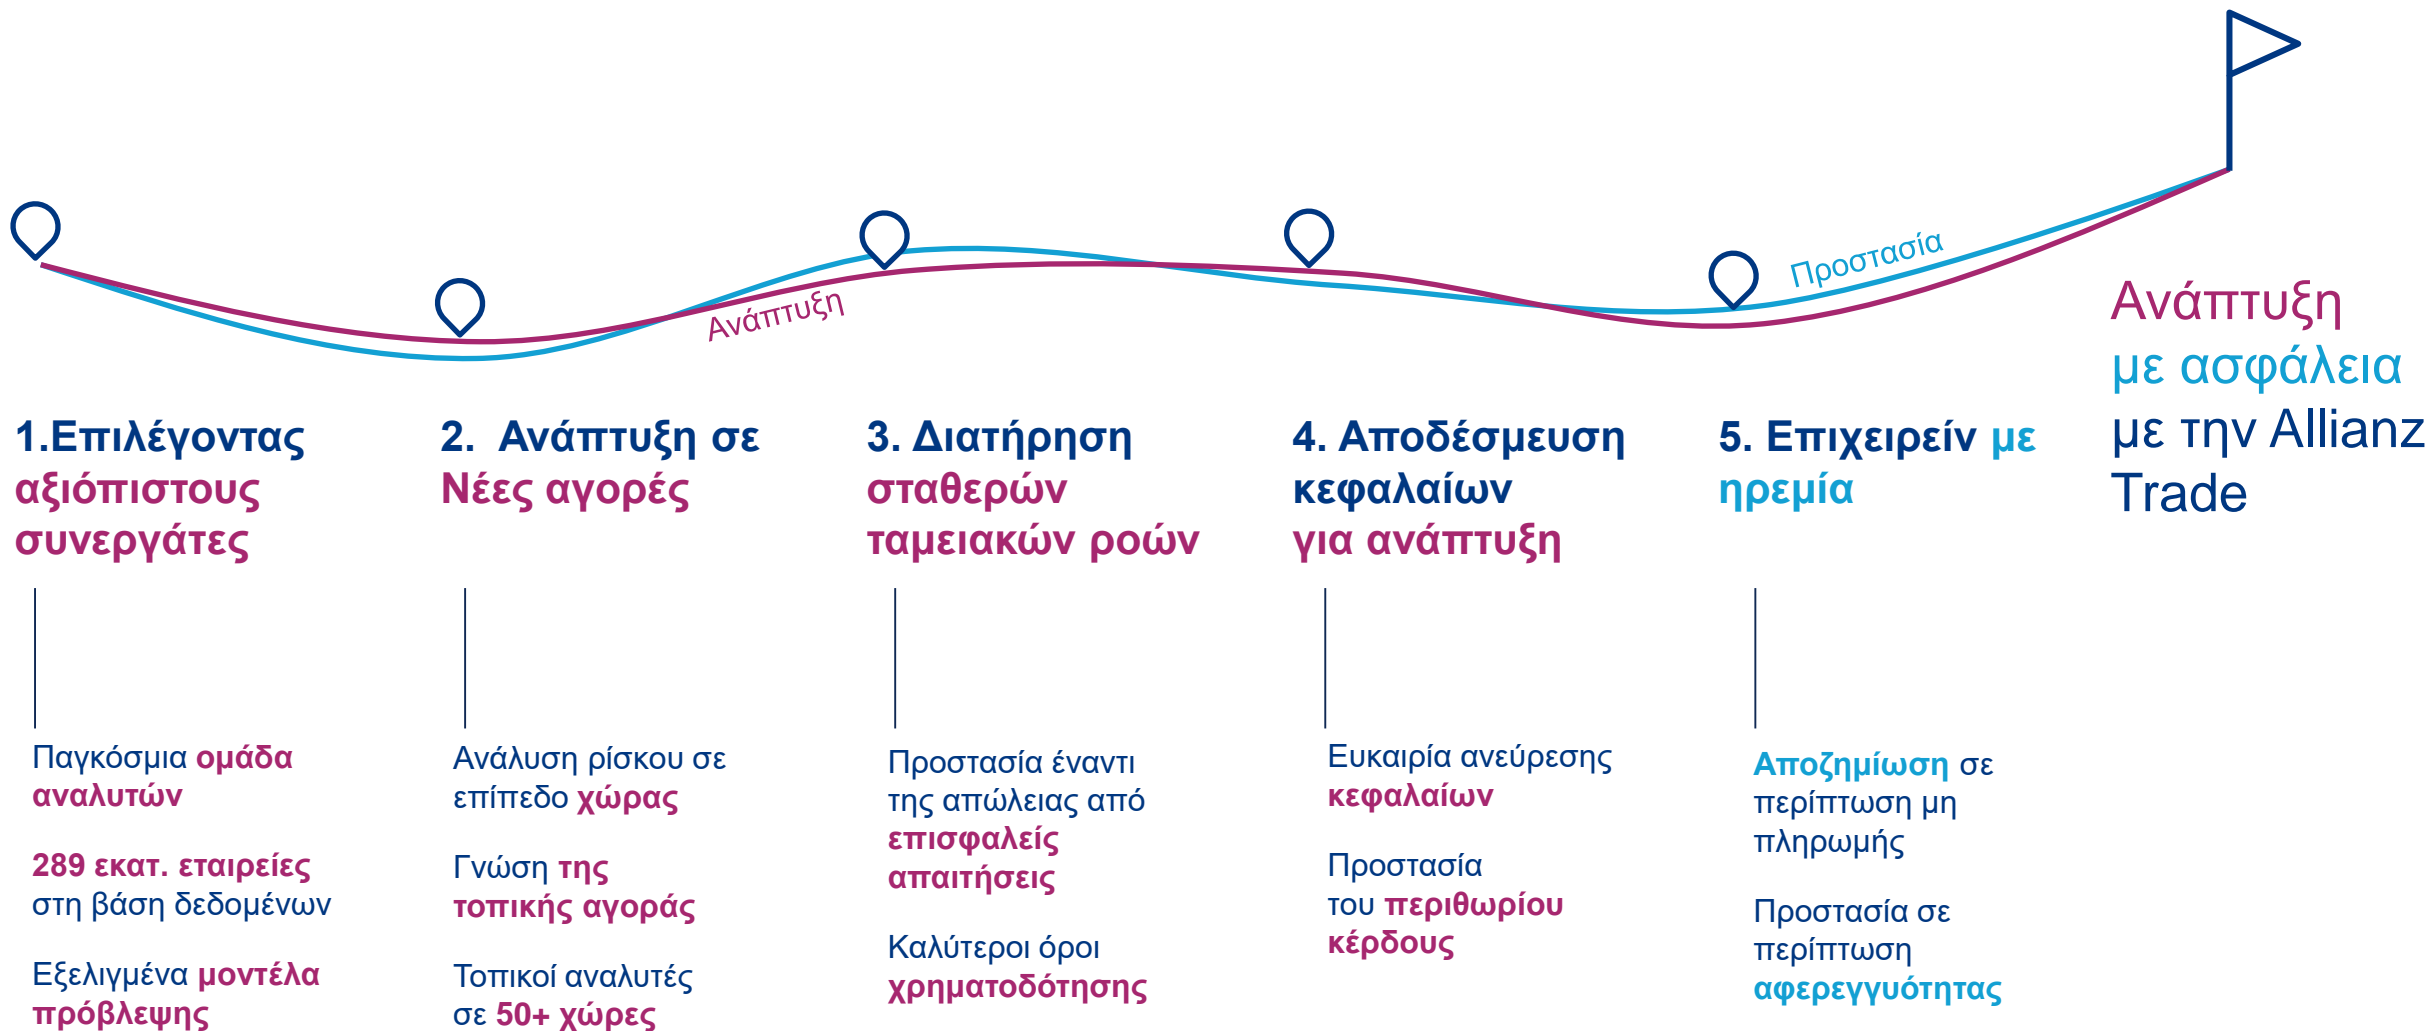 Ανάπτυξη
Προστασία
Ανάπτυξη
με ασφάλεια
με την Allianz
Trade
1.Επιλέγοντας
αξιόπιστους
συνεργάτες
2.  Ανάπτυξη σε
Νέες αγορές
3. Διατήρηση
σταθερών
ταμειακών ροών
4. Αποδέσμευση
κεφαλαίων
για ανάπτυξη
5. Επιχειρείν με
ηρεμία
Παγκόσμια ομάδα
αναλυτών
289 εκατ. εταιρείες
στη βάση δεδομένων
Εξελιγμένα μοντέλα
πρόβλεψης
Ανάλυση ρίσκου σε
επίπεδο χώρας
Γνώση της
τοπικής αγοράς
Τοπικοί αναλυτές
σε 50+ χώρες
Προστασία έναντι
της απώλειας από
επισφαλείς
απαιτήσεις
Καλύτεροι όροι
χρηματοδότησης
Ευκαιρία ανεύρεσης
κεφαλαίων
Προστασία
του περιθωρίου
κέρδους
Αποζημίωση σε
περίπτωση μη
πληρωμής
Προστασία σε
περίπτωση
αφερεγγυότητας